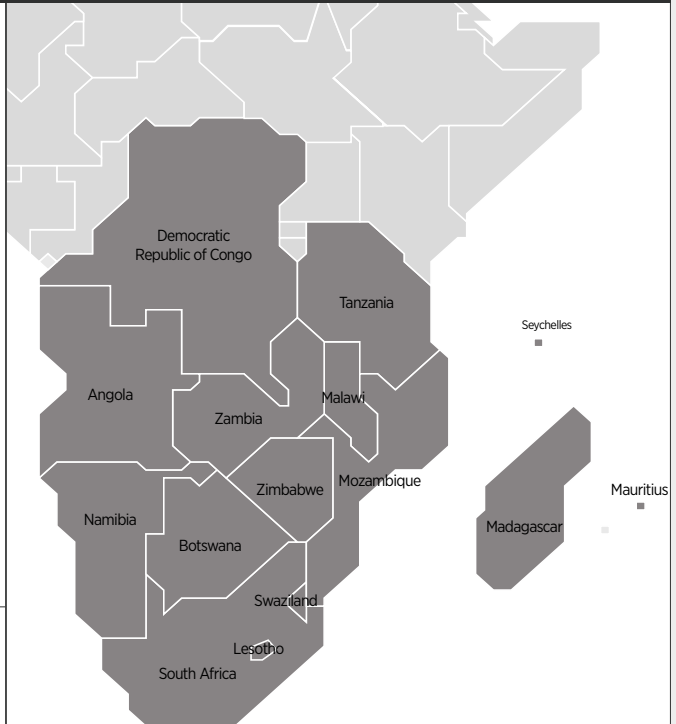 Democratic
Republic of Congo
Tanzania
Seychelles
Angola
Malawi
Zambia
Mozambique
Zimbabwe
Mauritius
Namibia
Madagascar
Botswana
Swaziland
Lesotho
South Africa